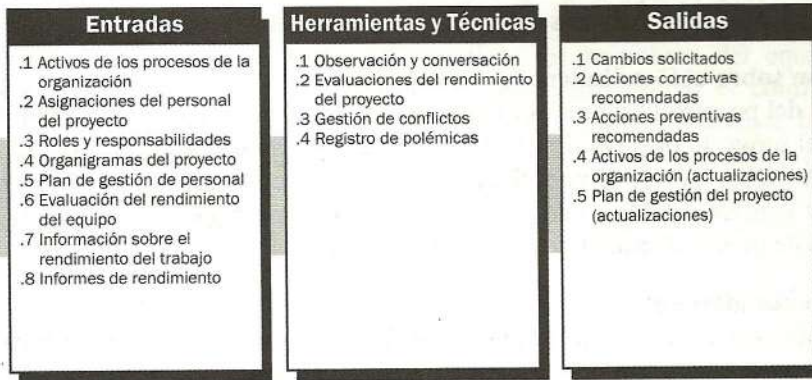 Entradas
.1 Activos de los procesos de la
organización
.2 Asignaciones del personal
del proyecto
.3 Roles y responsabilidades
.4 Organigramas del proyecto
.5 Plan de gestión de personal
.6 Evaluación del rendimiento
del equipo
.7 Información sobre el
rendimiento del trabajo
.8 Informes de rendimiento
Herramientas y Técnicas
.1 Observación y conversación
.2 Evaluaciones del rendimiento
del proyecto
.3 Gestión de conflictos
.4 Registro de polémicas
Salidas
.1 Cambios solicitados
.2 Acciones correctivas
recomendadas
.3 Acciones preventivas
recomendadas
.4 Activos de los procesos de la
organización (actualizaciones)
.5 Plan de gestión del proyecto
(actualizaciones)